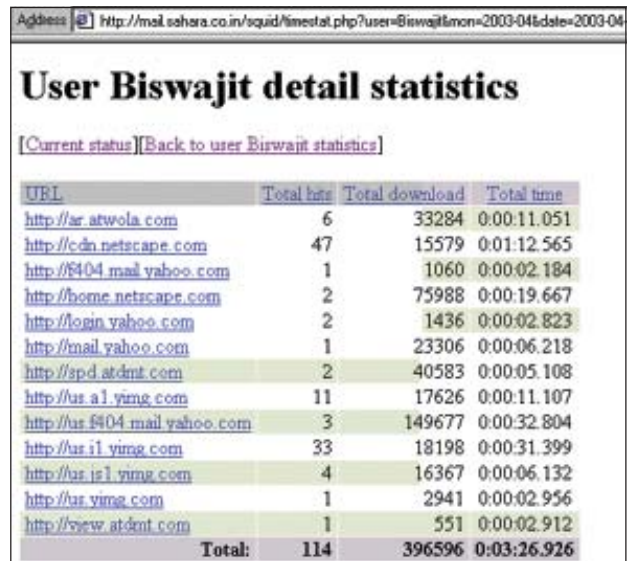 Address http://mail.sahara.co.in/squid/timestat.php?user=Biswajit&mon=2003-04&date=2003-04-
User Biswajit detail statistics
[Current status][Back to user Biswajit statistics]
URL Total hits Total download Total time
http://ar.atwola.com 6 33284 0:00:11.051
http://cdn.netscape.com 47 15579 0:01:12.565
http://f404.mail.yahoo.com 1 1060 0:00:02.184
http://home.netscape.com 2 75988 0:00:19.667
http://login.yahoo.com 2 1436 0:00:02.823
http://mail.yahoo.com 1 23306 0:00:06.218
http://spd.atdmt.com 2 40583 0:00:05.108
http://us.a1.yimg.com 11 17626 0:00:11.107
http://us.f404.mail.yahoo.com 3 149677 0:00:32.804
http://us.i1.yimg.com 33 18198 0:00:31.399
http://us.js1.yimg.com 4 16367 0:00:06.132
http://us.yimg.com 1 2941 0:00:02.956
http://view.atdmt.com 1 551 0:00:02.912
Total: 114 396596 0:03:26.926